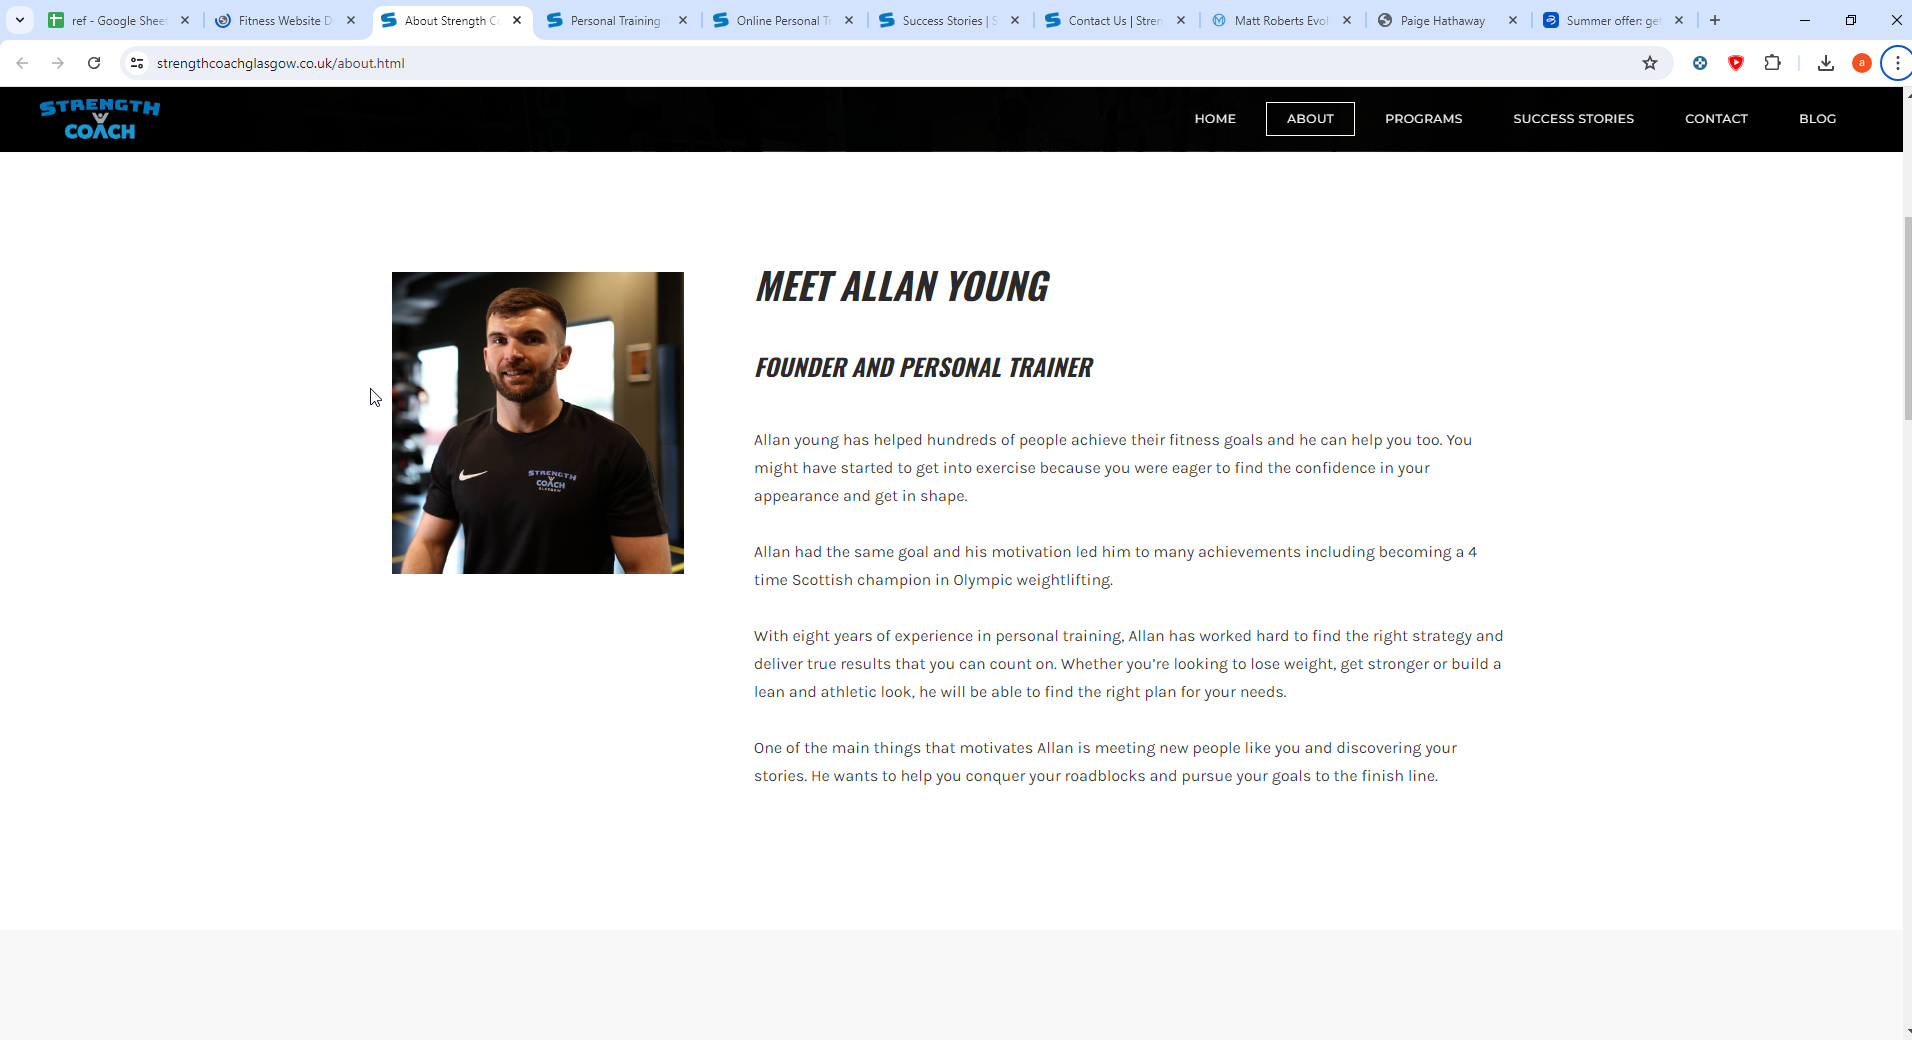 ref - Google Shee
Fitness Website D
About Strength C
Personal Training
Online Personal Tr
Success Stories | S
Contact Us | Stren
Matt Roberts Evol
Paige Hathaway
Summer offer: get
strengthcoachglasgow.co.uk/about.html
a
STRENGTH
COACH
HOME
ABOUT
PROGRAMS
SUCCESS STORIES
CONTACT
BLOG
MEET ALLAN YOUNG
FOUNDER AND PERSONAL TRAINER
Allan young has helped hundreds of people achieve their fitness goals and he can help you too. You
might have started to get into exercise because you were eager to find the confidence in your
appearance and get in shape.
Allan had the same goal and his motivation led him to many achievements including becoming a 4
time Scottish champion in Olympic weightlifting.
With eight years of experience in personal training, Allan has worked hard to find the right strategy and
deliver true results that you can count on. Whether you're looking to lose weight, get stronger or build a
lean and athletic look, he will be able to find the right plan for your needs.
One of the main things that motivates Allan is meeting new people like you and discovering your
stories. He wants to help you conquer your roadblocks and pursue your goals to the finish line.
STRENGTH
COACH
GLASGOW